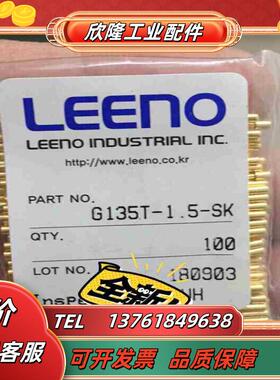 欣隆工业配件
LEENO
LEENO INDUSTRIAL INC.
http://www.leeno.co.kr
PART NO.
G135T-1.5-SK
QTY.
100
LOT NO.
1A0903
InsPe
NH
全新
价
客服
TEL 13761849638
可开发票 品质保障